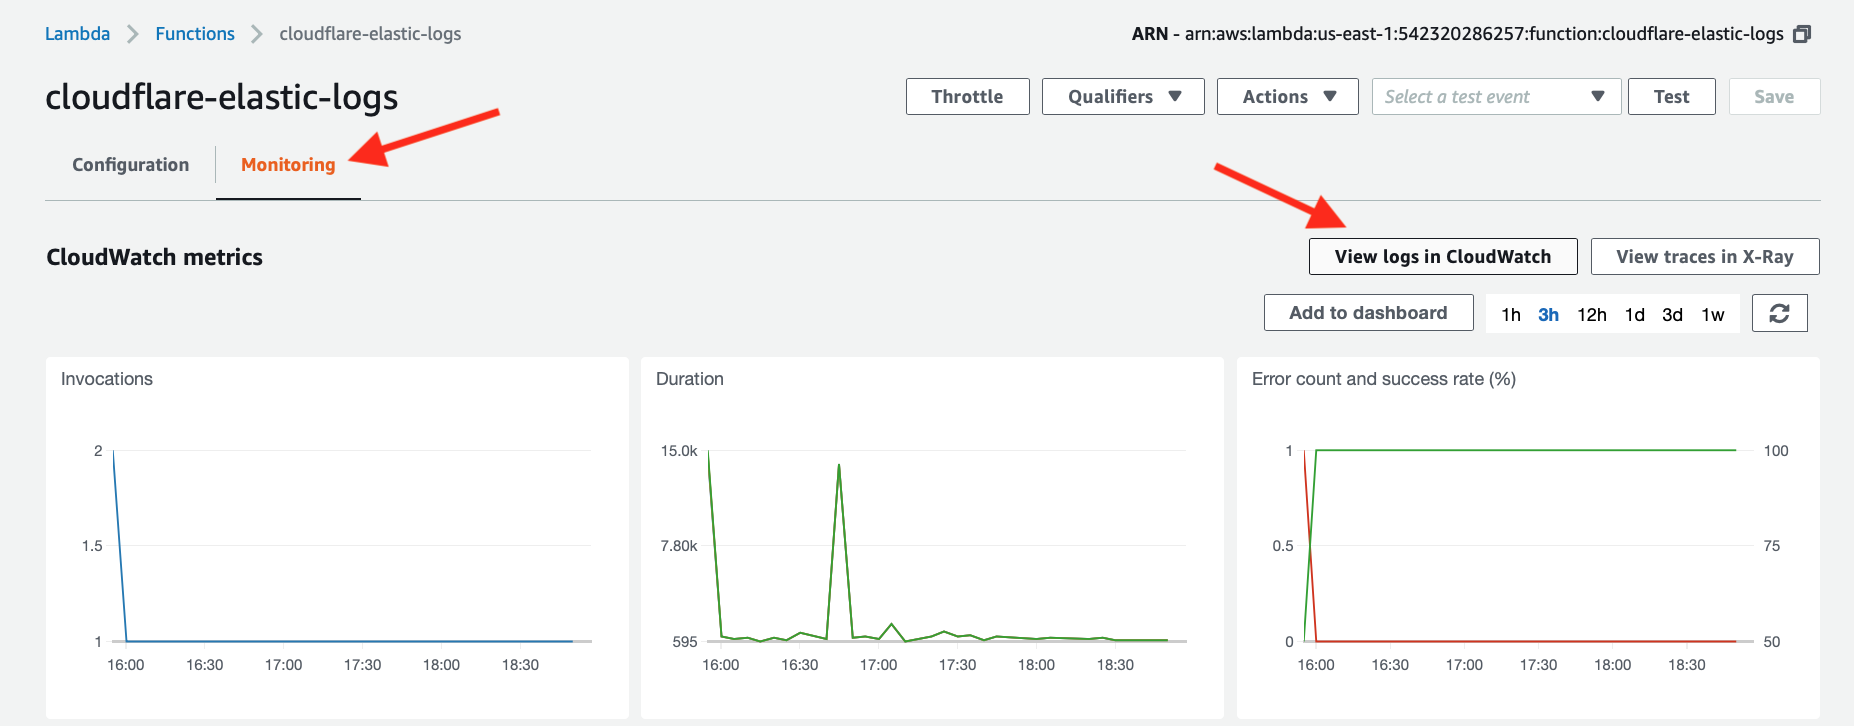 Lambda > Functions > cloudflare-elastic-logs
ARN - arn:aws:lambda:us-east-1:542320286257:function:cloudflare-elastic-logs
cloudflare-elastic-logs
Throttle Qualifiers Actions Select a test event Test Save
Configuration Monitoring
CloudWatch metrics
View logs in CloudWatch View traces in X-Ray
Add to dashboard 1h 3h 12h 1d 3d 1w
Invocations
2
1.5
1
16:00 16:30 17:00 17:30 18:00 18:30
Duration
15.0k
7.80k
595
16:00 16:30 17:00 17:30 18:00 18:30
Error count and success rate (%)
1 100
0.5 75
0 50
16:00 16:30 17:00 17:30 18:00 18:30